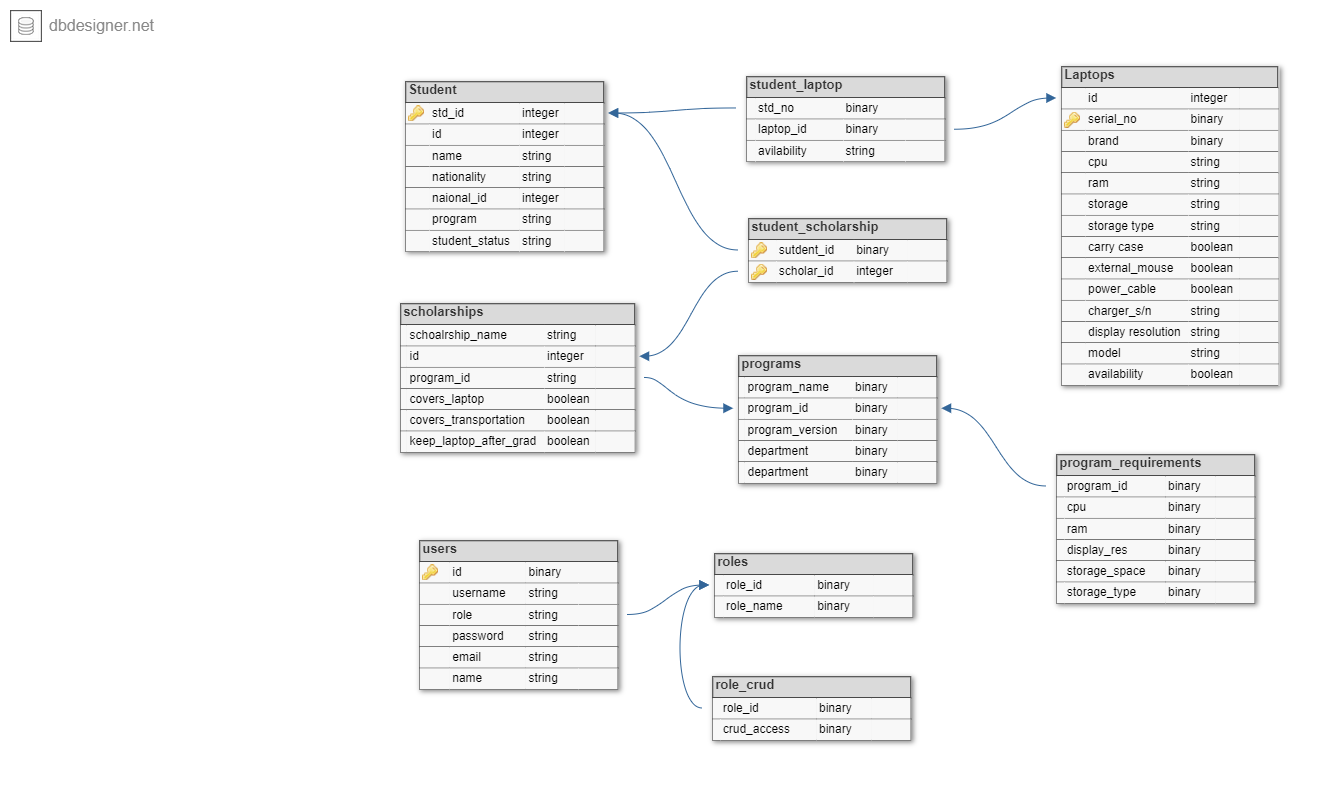 dbdesigner.net
Student
std_id integer
id integer
name string
nationality string
naional_id integer
program string
student_status string
student_laptop
std_no binary
laptop_id binary
avilability string
Laptops
id integer
serial_no binary
brand binary
cpu string
ram string
storage string
storage type string
carry case boolean
external_mouse boolean
power_cable boolean
charger_s/n string
display resolution string
model string
availability boolean
student_scholarship
sutdent_id binary
scholar_id integer
scholarships
schoalrship_name string
id integer
program_id string
covers_laptop boolean
covers_transportation boolean
keep_laptop_after_grad boolean
programs
program_name binary
program_id binary
program_version binary
department binary
department binary
program_requirements
program_id binary
cpu binary
ram binary
display_res binary
storage_space binary
storage_type binary
users
id binary
username string
role string
password string
email string
name string
roles
role_id binary
role_name binary
role_crud
role_id binary
crud_access binary